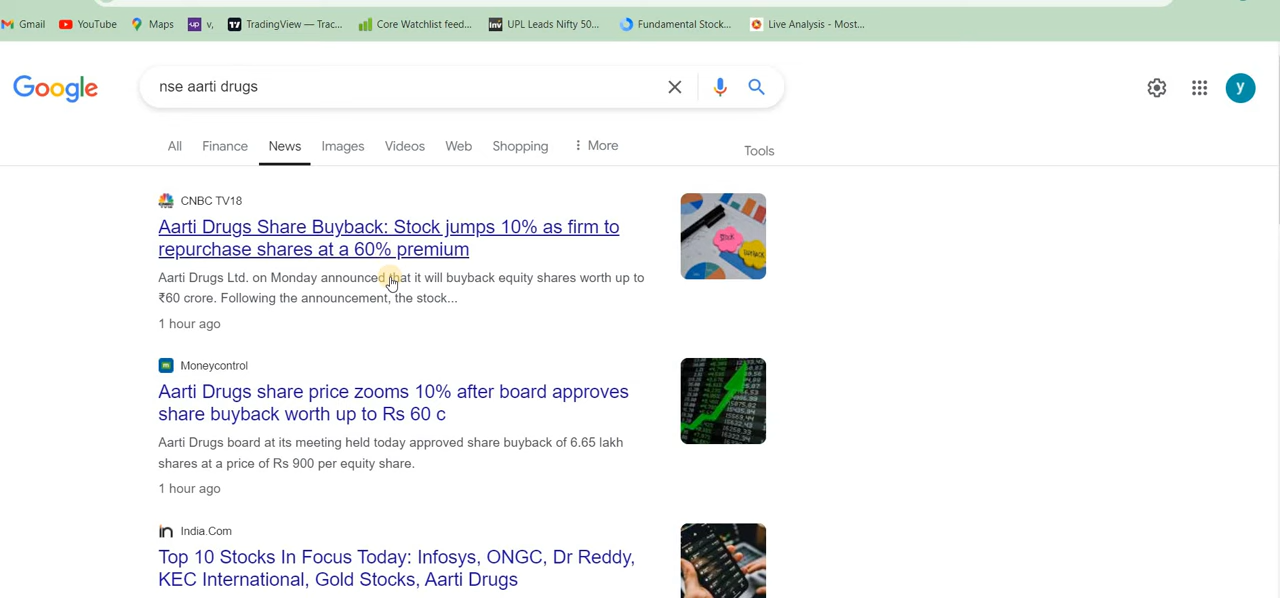 Gmail YouTube Maps up v, TradingView — Trac... Core Watchlist feed... Inv UPL Leads Nifty 50... Fundamental Stock... Live Analysis - Most...
Google
nse aarti drugs
y
All Finance News Images Videos Web Shopping More Tools
CNBC TV18
Aarti Drugs Share Buyback: Stock jumps 10% as firm to
repurchase shares at a 60% premium
Aarti Drugs Ltd. on Monday announced that it will buyback equity shares worth up to
₹60 crore. Following the announcement, the stock...
1 hour ago
STOCK
BUYBACK
Moneycontrol
Aarti Drugs share price zooms 10% after board approves
share buyback worth up to Rs 60 c
Aarti Drugs board at its meeting held today approved share buyback of 6.65 lakh
shares at a price of Rs 900 per equity share.
1 hour ago
in India.Com
Top 10 Stocks In Focus Today: Infosys, ONGC, Dr Reddy,
KEC International, Gold Stocks, Aarti Drugs